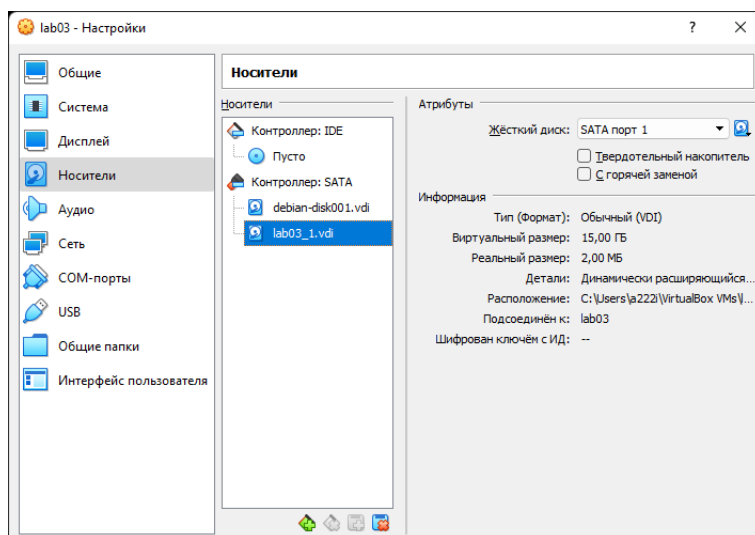 lab03 - Настройки
? ×
Общие
Система
Дисплей
Носители
Аудио
Сеть
COM-порты
USB
Общие папки
Интерфейс пользователя
Носители
Носители
Контроллер: IDE
Пусто
Контроллер: SATA
debian-disk001.vdi
lab03_1.vdi
Атрибуты
Жёсткий диск: SATA порт 1
Твердотельный накопитель
С горячей заменой
Информация
Тип (Формат): Обычный (VDI)
Виртуальный размер: 15,00 ГБ
Реальный размер: 2,00 МБ
Детали: Динамически расширяющийся...
Расположение: C:\Users\a222i\VirtualBox VMs\l...
Подсоединён к: lab03
Шифрован ключём с ИД: --